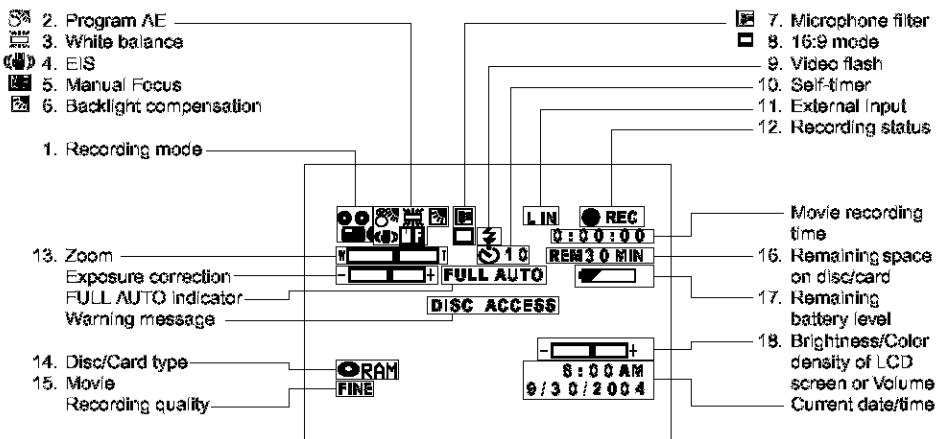 2. Program AE
3. White balance
4. EIS
5. Manual Focus
6. Backlight compensation
1. Recording mode
7. Microphone filter
8. 16:9 mode
9. Video flash
10. Self-timer
11. External Input
12. Recording status
L IN
REC
0:00:00
W T
10
REM 30 MIN
- +
FULL AUTO
DISC ACCESS
RAM
FINE
- +
8:00 AM
9/30/2004
13. Zoom
Exposure correction
FULL AUTO indicator
Warning message
14. Disc/Card type
15. Movie
Recording quality
Movie recording
time
16. Remaining space
on disc/card
17. Remaining
battery level
18. Brightness/Color
density of LCD
screen or Volume
Current date/time